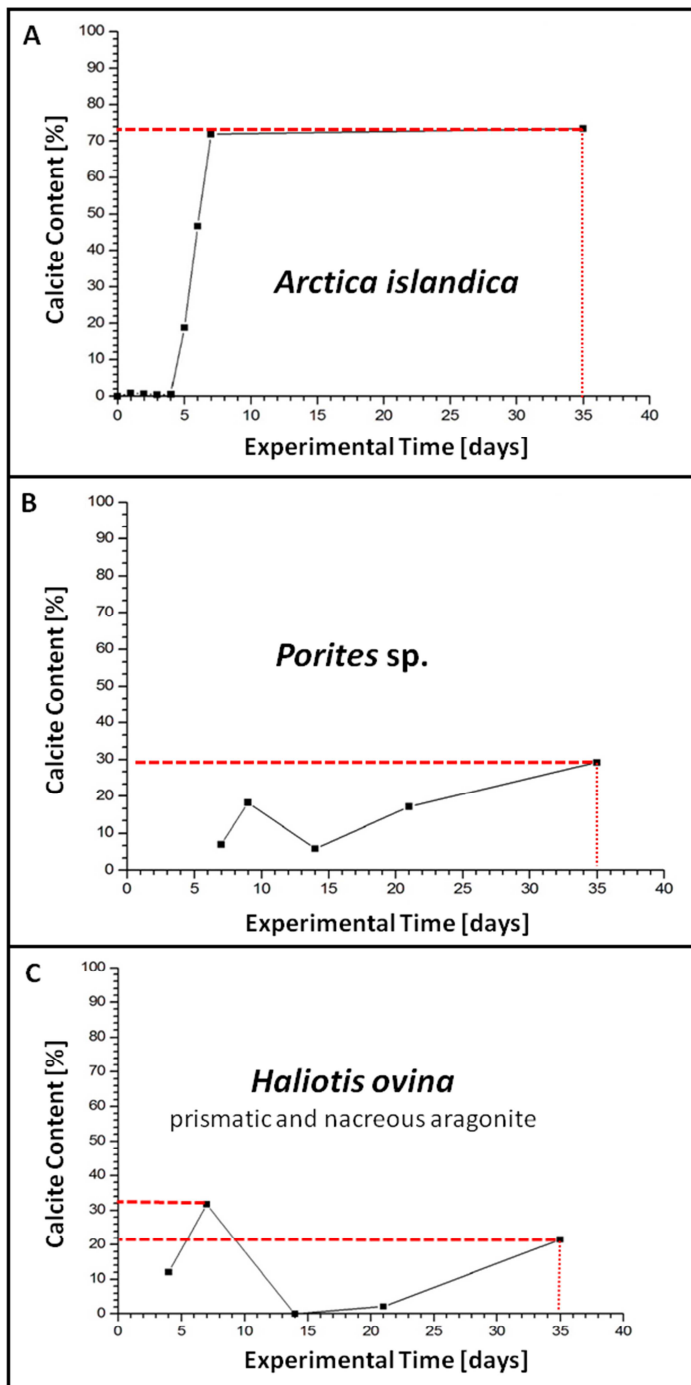 A
100
90
80
70
60
50
40
30
20
10
0
Calcite Content [%]
Arctica islandica
0 5 10 15 20 25 30 35 40
Experimental Time [days]
B
100
90
80
70
60
50
40
30
20
10
0
Calcite Content [%]
Porites sp.
0 5 10 15 20 25 30 35 40
Experimental Time [days]
C
100
90
80
70
60
50
40
30
20
10
0
Calcite Content [%]
Haliotis ovina
prismatic and nacreous aragonite
0 5 10 15 20 25 30 35 40
Experimental Time [days]